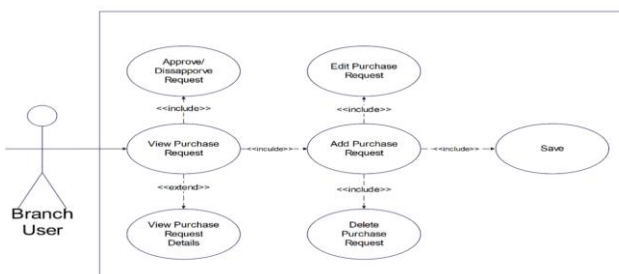 Approve/
Dissapporve
Request
Edit Purchase
Request
<<include>>
<<include>>
View Purchase
Request
<<inculde>>
Add Purchase
Request
<<include>>
Save
<<extend>>
<<include>>
Branch
User
View Purchase
Request
Details
Delete
Purchase
Request